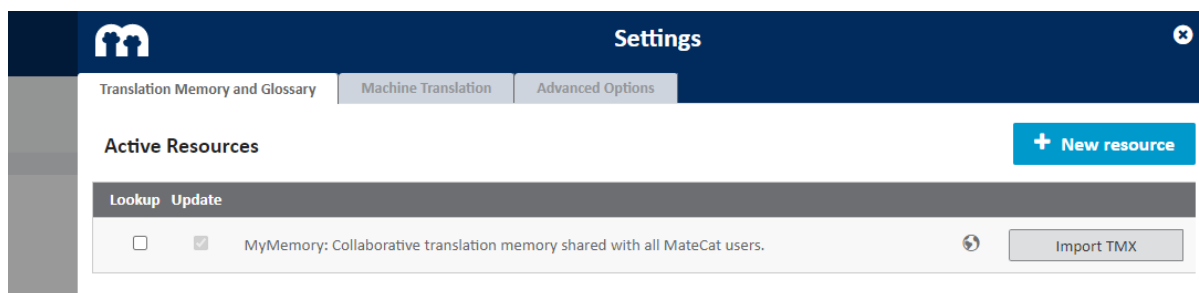 Settings
Translation Memory and Glossary Machine Translation Advanced Options
Active Resources + New resource
Lookup Update
MyMemory: Collaborative translation memory shared with all MateCat users. Import TMX